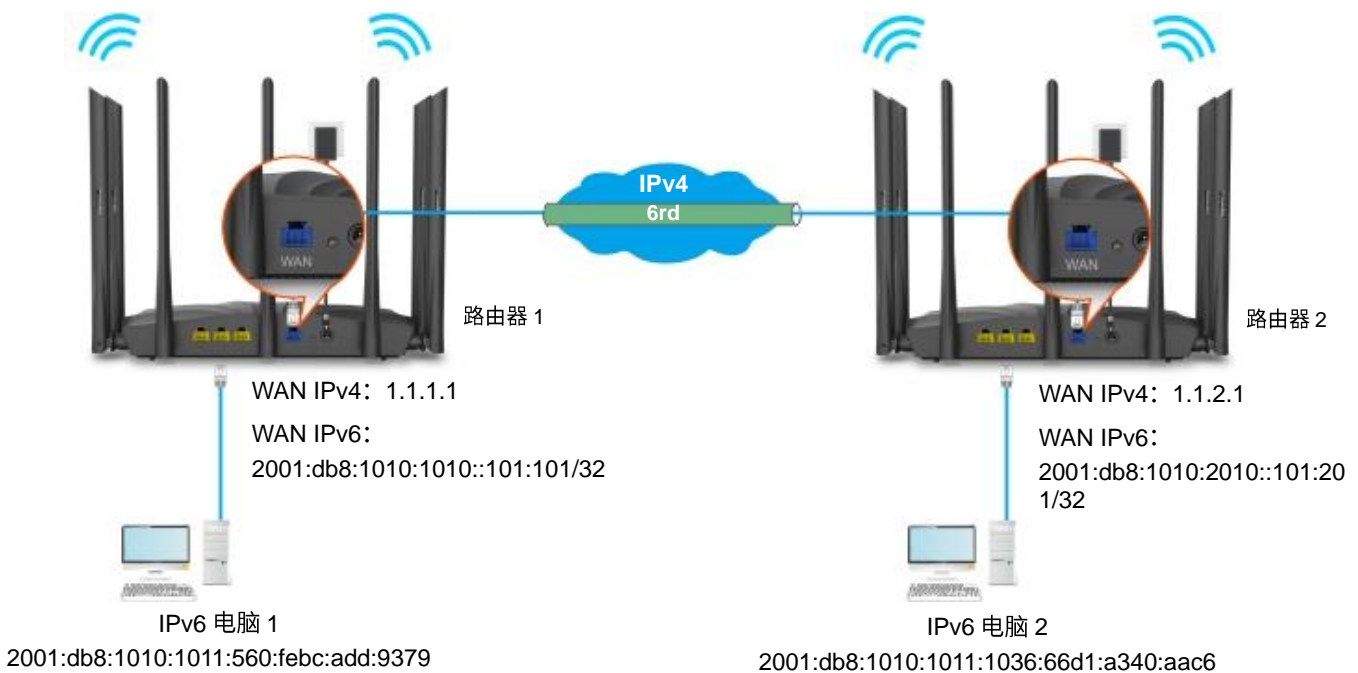 IPv4
6rd
WAN
WAN
路由器 1
路由器 2
WAN IPv4：1.1.1.1
WAN IPv6：
2001:db8:1010:1010::101:101/32
WAN IPv4：1.1.2.1
WAN IPv6：
2001:db8:1010:2010::101:20
1/32
IPv6 电脑 1
2001:db8:1010:1011:560:febc:add:9379
IPv6 电脑 2
2001:db8:1010:1011:1036:66d1:a340:aac6